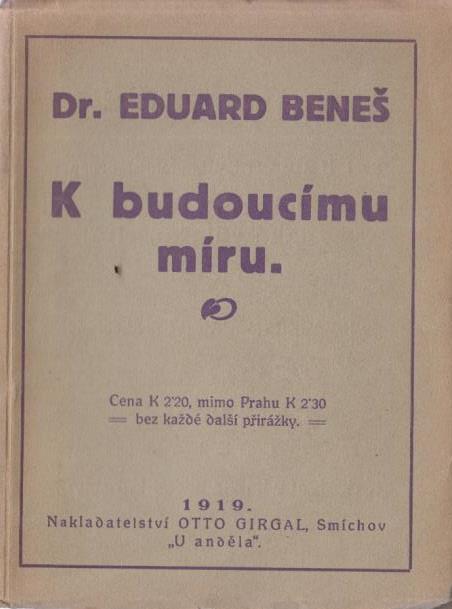 Dr. EDUARD BENEŠ
K budoucímu
míru.
Cena K 2·20, mimo Prahu K 2·30
== bez každé další přirážky. ==
1919.
Nakladatelství OTTO GIRGAL, Smíchov
„U anděla“.